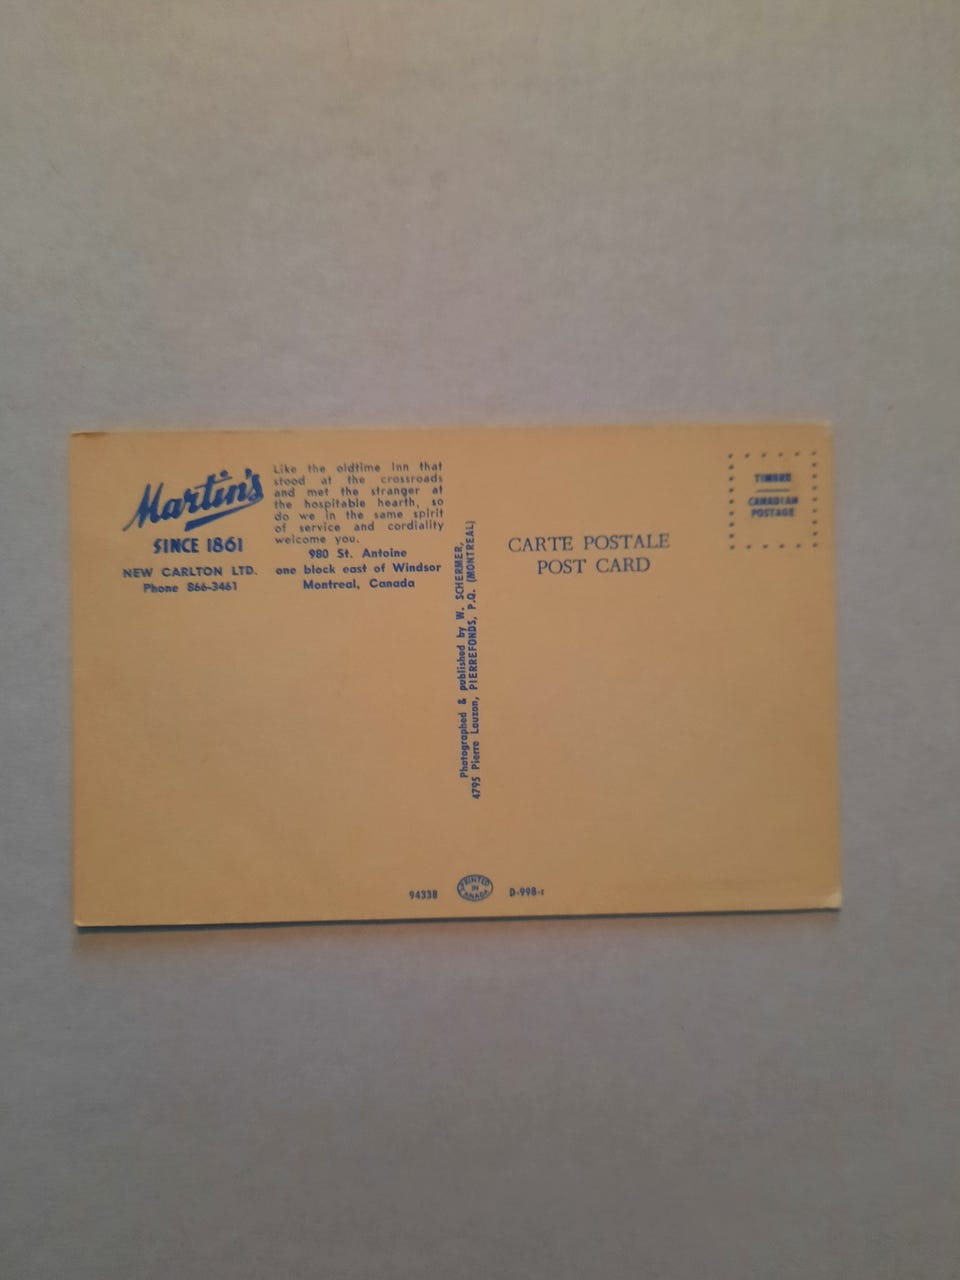 Martin's
SINCE 1861
NEW CARLTON LTD.
Phone 866-3461
Like the oldtime Inn that
stood at the crossroads
and met the stranger at
the hospitable hearth, so
do we in the same spirit
of service and cordiality
welcome you.
980 St. Antoine
one block east of Windsor
Montreal, Canada
Photographed & published by W. SCHERMER,
4795 Pierre Lauzon, PIERREFONDS, P.Q. (MONTREAL)
CARTE POSTALE
POST CARD
TIMBRE
CANADIAN
POSTAGE
94338
PRINTED
IN
CANADA
D-998-r